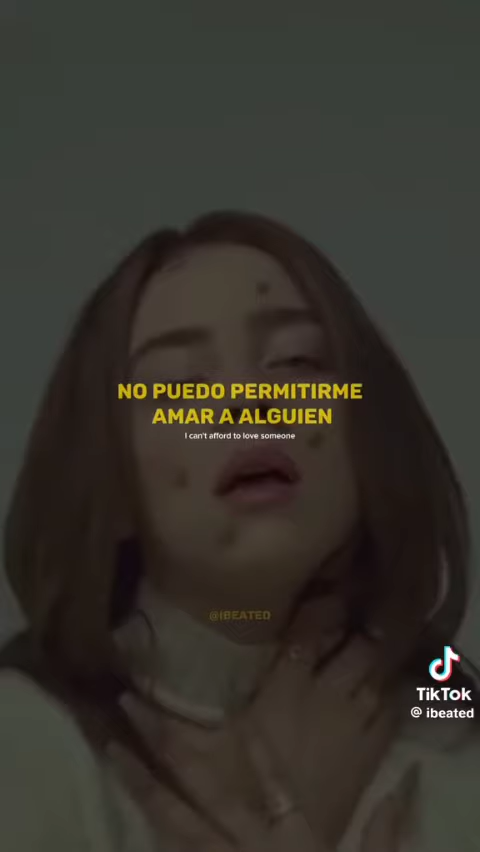 NO PUEDO PERMITIRME
AMAR A ALGUIEN
I can't afford to love someone
@IBEATED
TikTok
@ ibeated